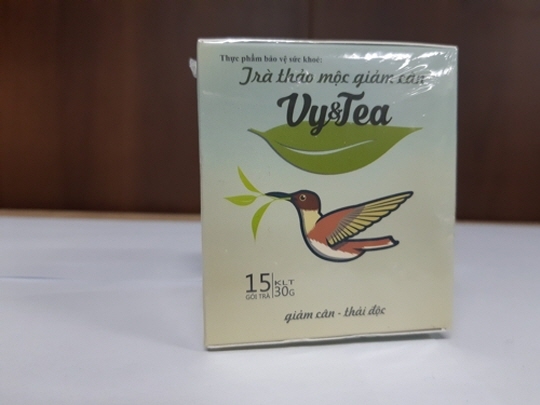 Thực phẩm bảo vệ sức khoẻ:
Trà thảo mộc giảm cân
Vy&Tea
15 GÓI TRÀ
KLT 30G
giảm cân - thải độc